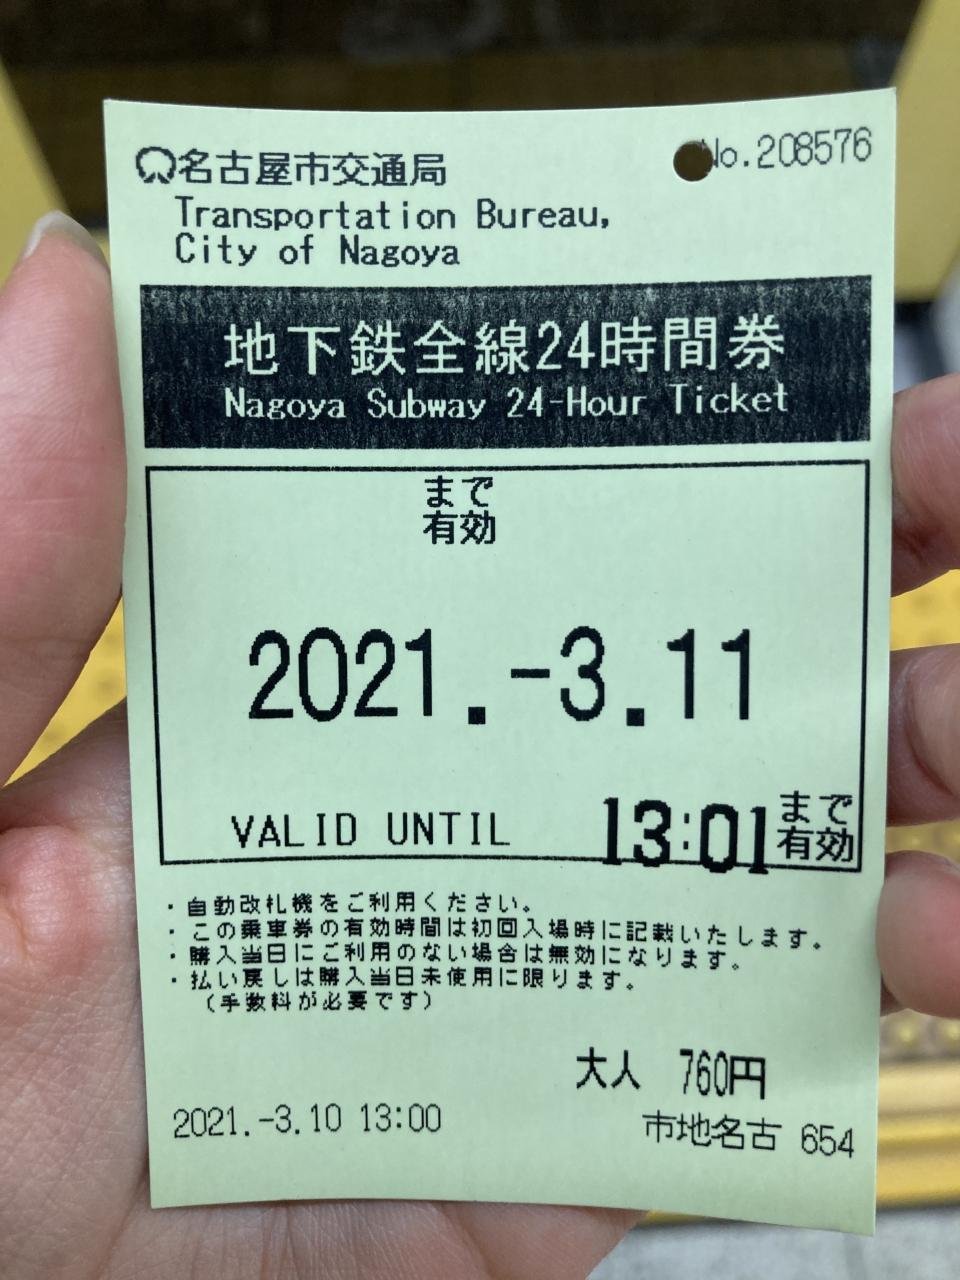 名古屋市交通局
No.208576
Transportation Bureau,
City of Nagoya
地下鉄全線24時間券
Nagoya Subway 24-Hour Ticket
まで
有効
2021.-3.11
VALID UNTIL 13:01 まで
有効
・自動改札機をご利用ください。
・この乗車券の有効時間は初回入場時に記載いたします。
・購入当日にご利用のない場合は無効になります。
・払い戻しは購入当日未使用に限ります。
（手数料が必要です）
大人 760円
2021.-3.10 13:00
市地名古 654